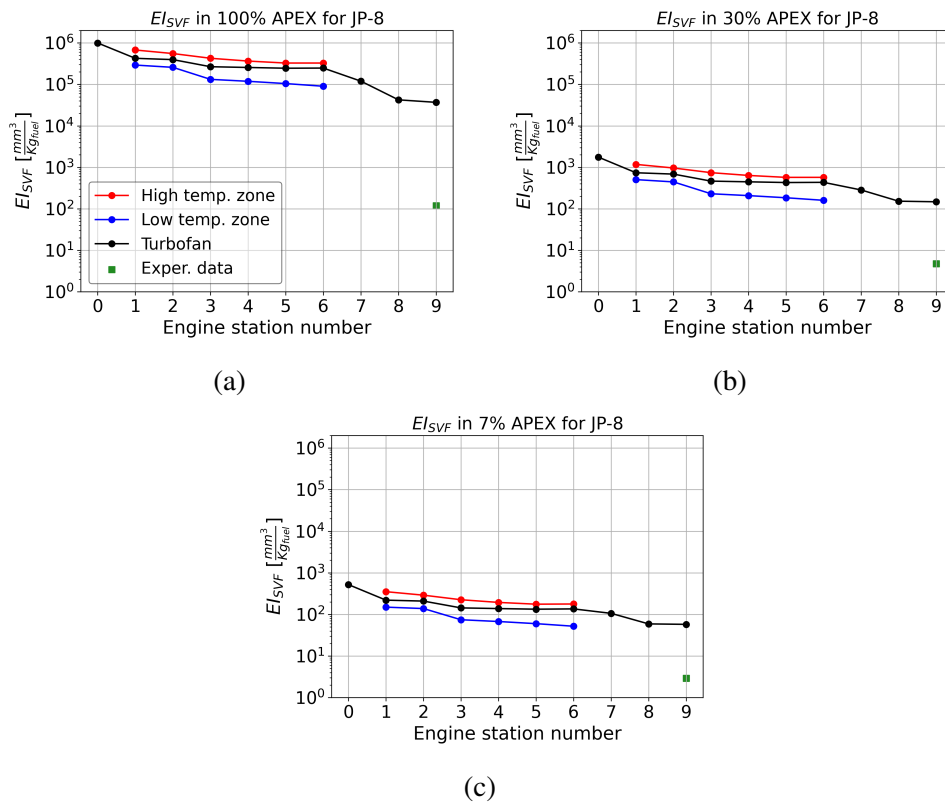 EI_SVF in 100% APEX for JP-8
10^6
10^5
10^4
10^3
10^2
10^1
10^0
EI_SVF [mm^3/Kg_fuel]
High temp. zone
Low temp. zone
Turbofan
Exper. data
0 1 2 3 4 5 6 7 8 9
Engine station number
(a)
EI_SVF in 30% APEX for JP-8
10^6
10^5
10^4
10^3
10^2
10^1
10^0
EI_SVF [mm^3/Kg_fuel]
0 1 2 3 4 5 6 7 8 9
Engine station number
(b)
EI_SVF in 7% APEX for JP-8
10^6
10^5
10^4
10^3
10^2
10^1
10^0
EI_SVF [mm^3/Kg_fuel]
0 1 2 3 4 5 6 7 8 9
Engine station number
(c)